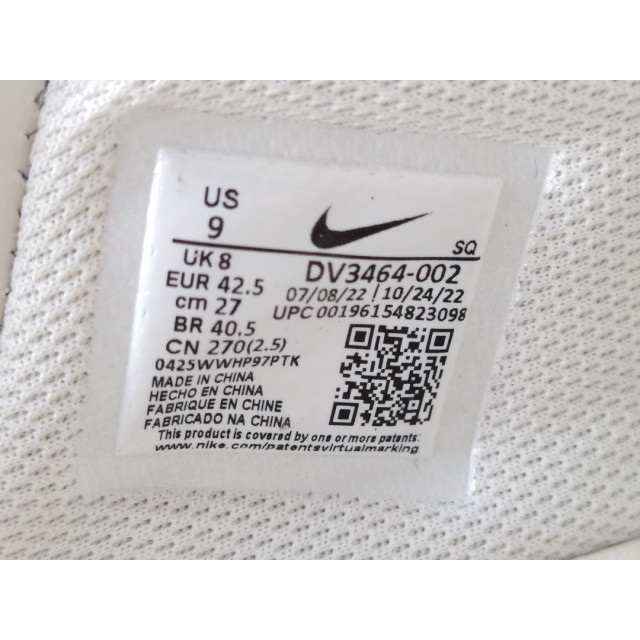 US
9
SQ
UK 8
EUR 42.5
cm 27
BR 40.5
CN 270(2.5)
DV3464-002
07/08/22 | 10/24/22
UPC 00196154823098
0425WWHP97PTK
MADE IN CHINA
HECHO EN CHINA
FABRIQUE EN CHINE
FABRICADO NA CHINA
This product is covered by one or more patents:
www.nike.com/patentsvirtualmarking